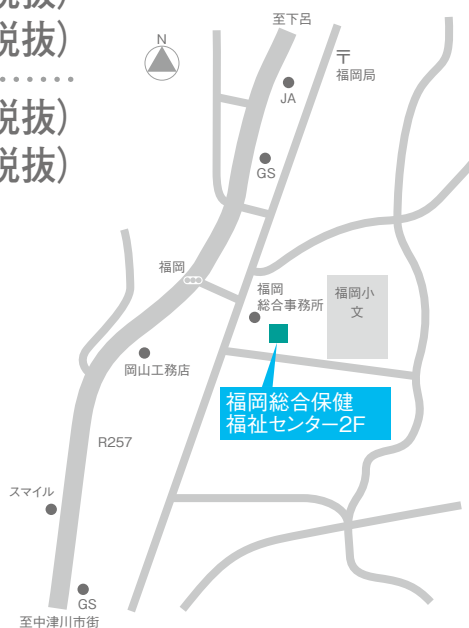 税抜)
税抜)
税抜)
税抜)
至下呂
N
〒
福岡局
JA
GS
福岡
福岡
総合事務所
福岡小
文
岡山工務店
福岡総合保健
福祉センター2F
R257
スマイル
GS
至中津川市街